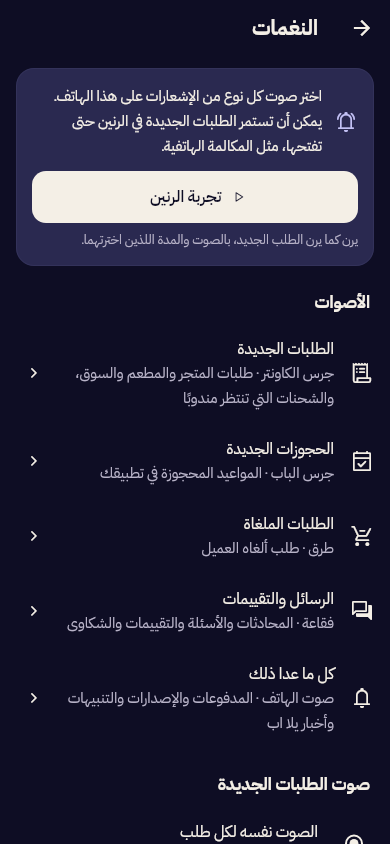 النغمات
اختر صوت كل نوع من الإشعارات على هذا الهاتف.
يمكن أن تستمر الطلبات الجديدة في الرنين حتى
تفتحها، مثل المكالمة الهاتفية.
تجربة الرنين
يرن كما يرن الطلب الجديد، بالصوت والمدة اللذين اخترتهما.
الأصوات
الطلبات الجديدة
جرس الكاونتر · طلبات المتجر والمطعم والسوق،
والشحنات التي تنتظر مندوبًا
الحجوزات الجديدة
جرس الباب · المواعيد المحجوزة في تطبيقك
الطلبات الملغاة
طرق · طلب ألغاه العميل
الرسائل والتقييمات
فقاعة · المحادثات والأسئلة والتقييمات والشكاوى
كل ما عدا ذلك
صوت الهاتف · المدفوعات والإصدارات والتنبيهات
وأخبار يلا اب
صوت الطلبات الجديدة
الصوت نفسه لكل طلب